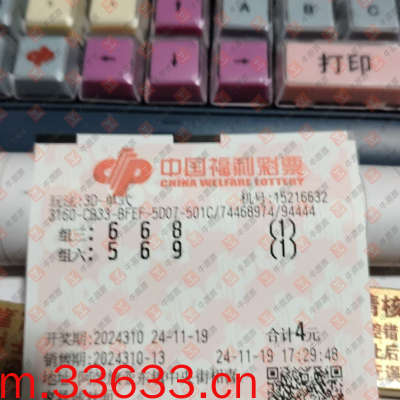 A C
← ↓ → 打印
中国福利彩票
CHINA WELFARE LOTTERY
玩法:3D-单式 机号:15216632
3160-CB33-BFEF-5D07-501C/74468974/94444
组三: 6 6 8 (1)
组六: 5 6 9 (1)
开奖期:2024310 24-11-19 合计4元
销售期:2024310-13 24-11-19 17:29:48
地址:
m.33633.cn